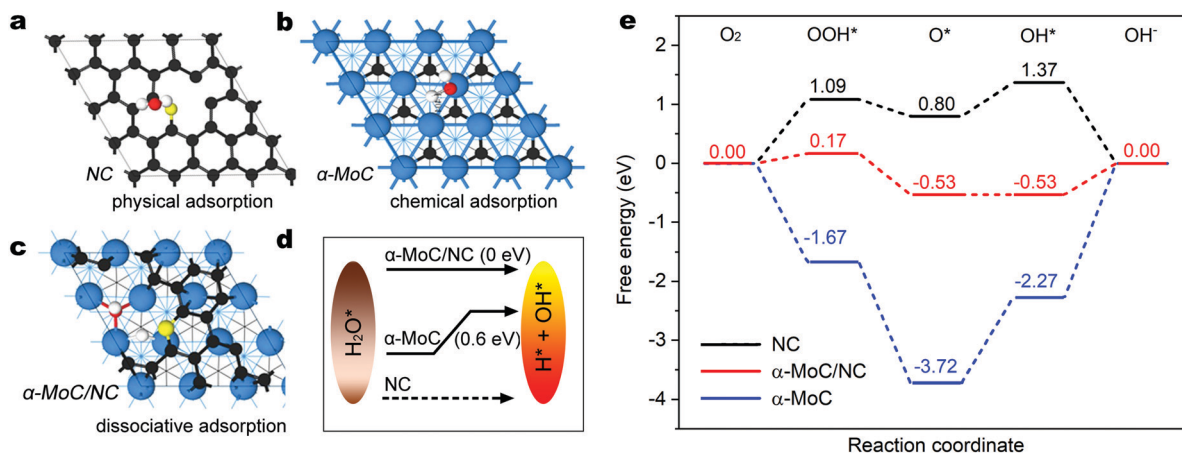 a
NC
physical adsorption
b
α-MoC
chemical adsorption
c
α-MoC/NC
dissociative adsorption
d
H₂O*
α-MoC/NC (0 eV)
α-MoC
(0.6 eV)
NC
H* + OH*
e
Free energy (eV)
2
1
0
-1
-2
-3
-4
O₂
OOH*
O*
OH*
OH⁻
1.09
0.80
1.37
0.00
0.17
-0.53
-0.53
0.00
-1.67
-3.72
-2.27
NC
α-MoC/NC
α-MoC
Reaction coordinate